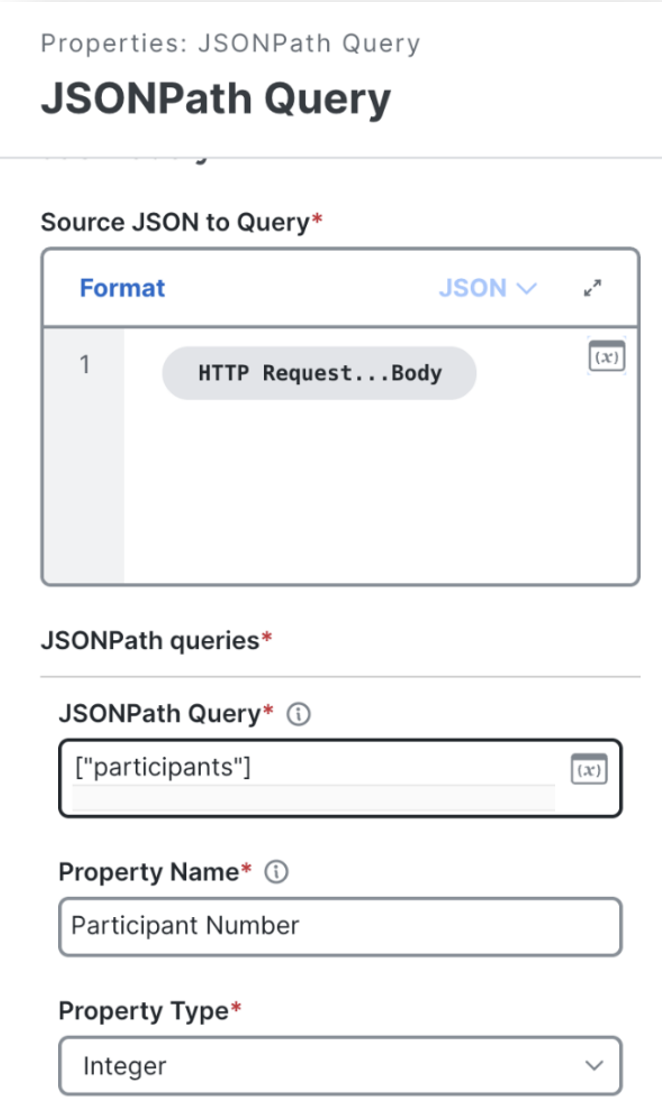 Properties: JSONPath Query
JSONPath Query
Source JSON to Query*
Format JSON
1 HTTP Request...Body (x)
JSONPath queries*
JSONPath Query* i
["participants"] (x)
Property Name* i
Participant Number
Property Type*
Integer